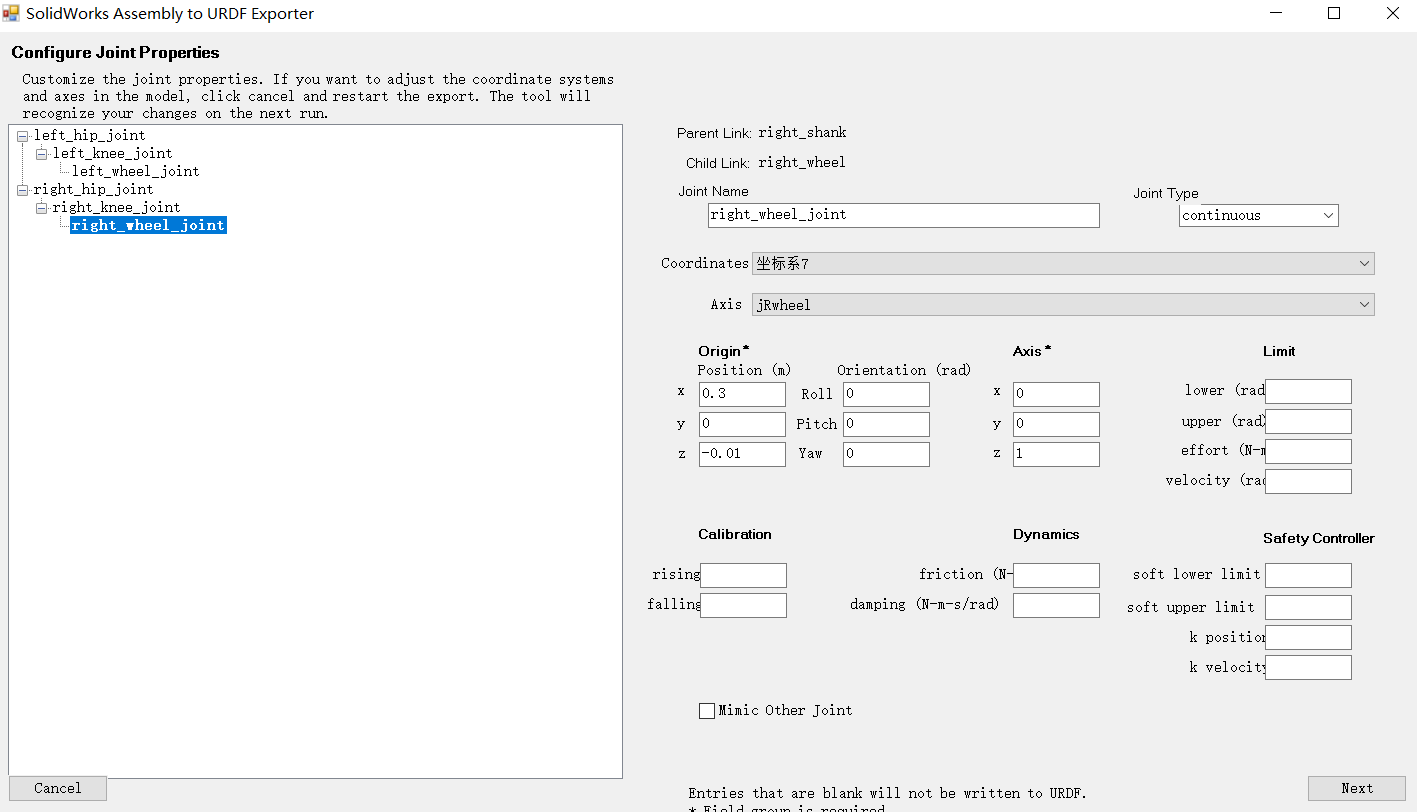 SolidWorks Assembly to URDF Exporter
Configure Joint Properties
Customize the joint properties. If you want to adjust the coordinate systems
and axes in the model, click cancel and restart the export. The tool will
recognize your changes on the next run.
left_hip_joint
left_knee_joint
left_wheel_joint
right_hip_joint
right_knee_joint
right_wheel_joint
Parent Link: right_shank
Child Link: right_wheel
Joint Name
Joint Type
right_wheel_joint
continuous
Coordinates 坐标系7
Axis jRwheel
Origin* Axis* Limit
Position (m) Orientation (rad)
x 0.3 Roll 0 x 0 lower (rad
y 0 Pitch 0 y 0 upper (rad)
z -0.01 Yaw 0 z 1 effort (N-m
velocity (rad
Calibration Dynamics Safety Controller
rising friction (N- soft lower limit
falling damping (N-m-s/rad) soft upper limit
k position
k velocity
Mimic Other Joint
Entries that are blank will not be written to URDF.
* Field group is required
Cancel Next